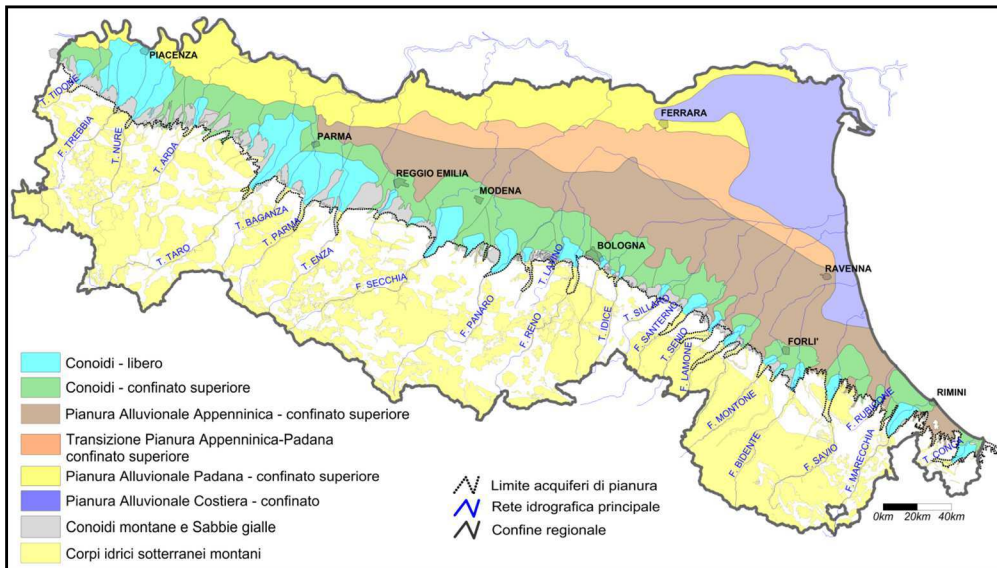 PIACENZA
T. TIDONE
F. TREBBIA
T. NURE
T. ARDA
FERRARA
PARMA
REGGIO EMILIA
MODENA
T. BAGANZA
T. PARMA
T. TARO
T. ENZA
F. SECCHIA
BOLOGNA
T. LAVINO
F. PANARO
F. RENO
T. IDICE
RAVENNA
T. SILLARO
F. SANTERNO
T. SENIO
F. LAMONE
FORLI'
F. MONTONE
F. BIDENTE
F. SAVIO
F. RUBICONE
F. MARECCHIA
RIMINI
T. CONCA
Conoidi - libero
Conoidi - confinato superiore
Pianura Alluvionale Appenninica - confinato superiore
Transizione Pianura Appenninica-Padana
confinato superiore
Pianura Alluvionale Padana - confinato superiore
Pianura Alluvionale Costiera - confinato
Conoidi montane e Sabbie gialle
Corpi idrici sotterranei montani
Limite acquiferi di pianura
Rete idrografica principale
Confine regionale
0km 20km 40km